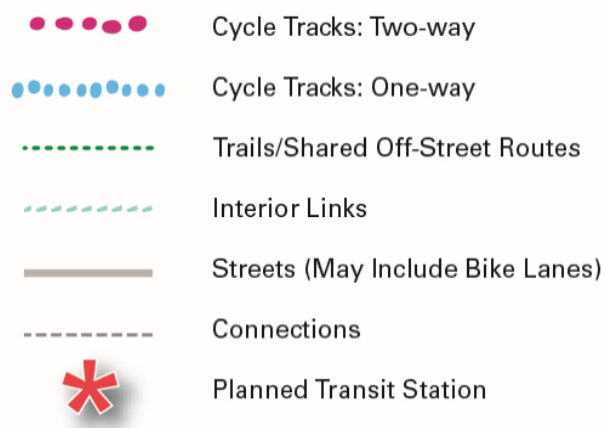 Cycle Tracks: Two-way
Cycle Tracks: One-way
Trails/Shared Off-Street Routes
Interior Links
Streets (May Include Bike Lanes)
Connections
Planned Transit Station